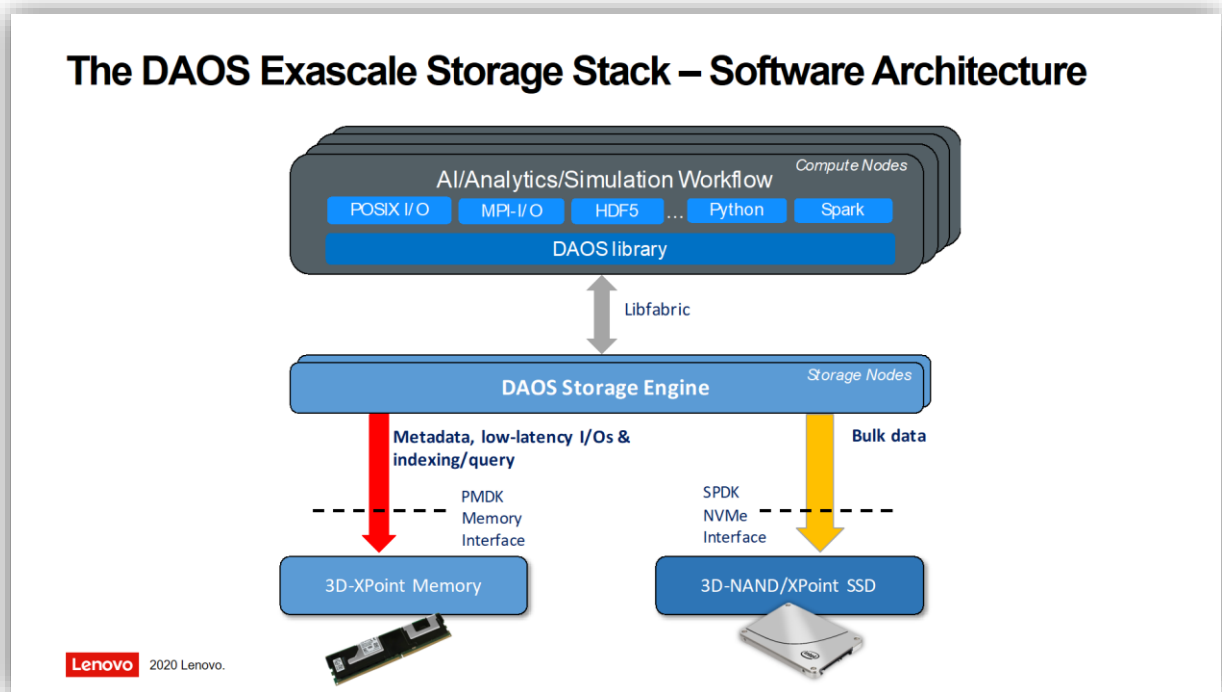 The DAOS Exascale Storage Stack – Software Architecture
Compute Nodes
AI/Analytics/Simulation Workflow
POSIX I/O MPI-I/O HDF5 ... Python Spark
DAOS library
Libfabric
Storage Nodes
DAOS Storage Engine
Metadata, low-latency I/Os &
indexing/query
Bulk data
PMDK
Memory
Interface
SPDK
NVMe
Interface
3D-XPoint Memory
3D-NAND/XPoint SSD
Lenovo 2020 Lenovo.